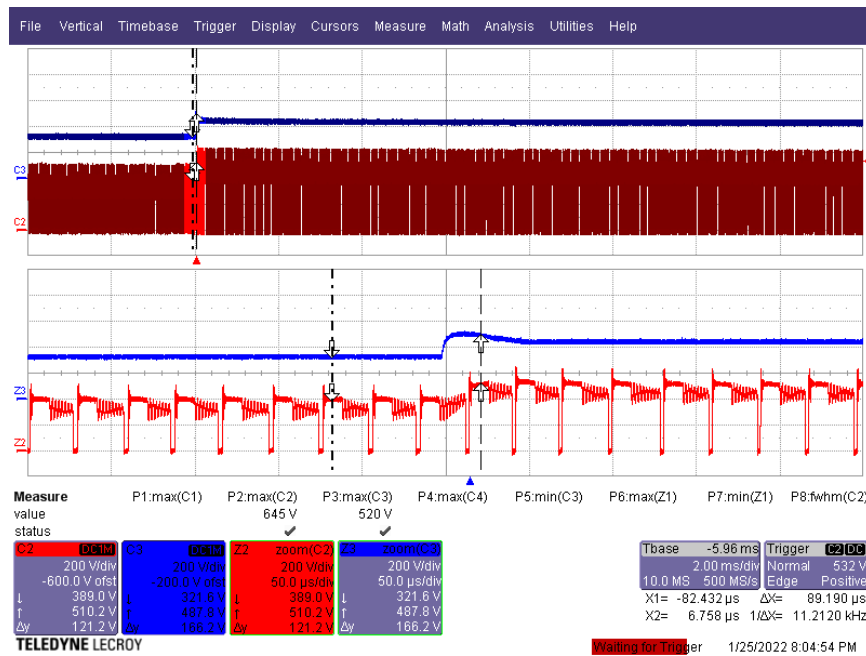 File Vertical Timebase Trigger Display Cursors Measure Math Analysis Utilities Help
C3
C2
Z3
Z2
Measure P1:max(C1) P2:max(C2) P3:max(C3) P4:max(C4) P5:min(C3) P6:max(Z1) P7:min(Z1) P8:fwhm(C2)
value 645 V 520 V
status
C2 DC1M
200 V/div
-600.0 V ofst
389.0 V
510.2 V
Δy 121.2 V
C3 DC1M
200 V/div
-200.0 V ofst
321.6 V
487.8 V
Δy 166.2 V
Z2 zoom(C2)
200 V/div
50.0 µs/div
389.0 V
510.2 V
Δy 121.2 V
Z3 zoom(C3)
200 V/div
50.0 µs/div
321.6 V
487.8 V
Δy 166.2 V
Tbase -5.96 ms
2.00 ms/div
10.0 MS 500 MS/s
Trigger C2 DC
Normal 532 V
Edge Positive
X1= -82.432 µs ΔX= 89.190 µs
X2= 6.758 µs 1/ΔX= 11.2120 kHz
TELEDYNE LECROY
Waiting for Trigger 1/25/2022 8:04:54 PM